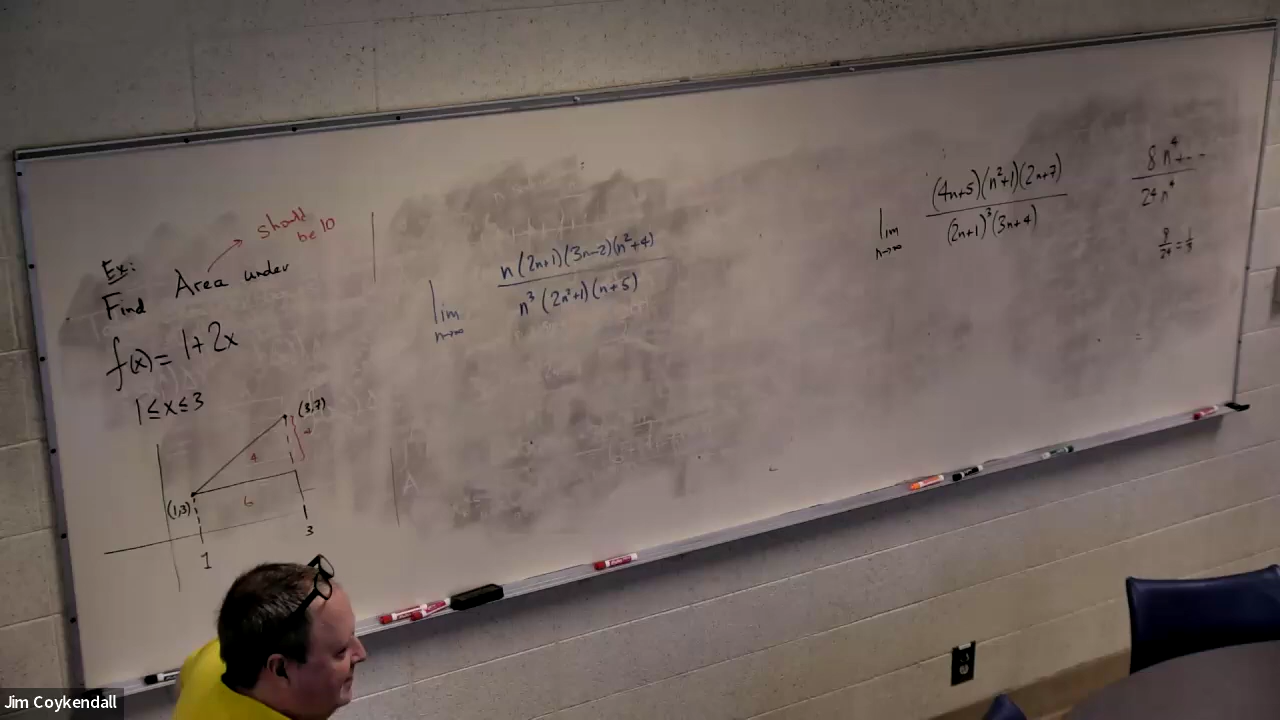 Ex:
Find Area under
should
be 10
f(x) = 1+2x
1≤x≤3
(3,7)
4
4
(1,3)
6
1
3
lim n→∞ n(2n+1)(3n-2)(n²+4) / n³(2n²+1)(n+5)
lim n→∞ (4n+5)(n²+1)(2n+7) / (2n+1)³(3n+4)
8n⁴+-- / 24n⁴
8/24 = 1/3
=
Jim Coykendall